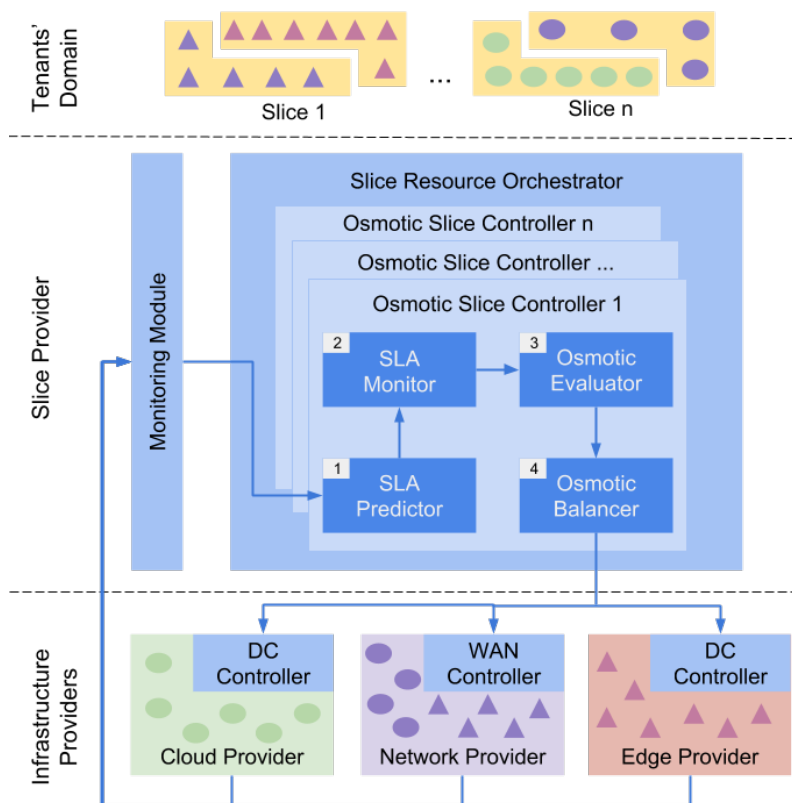 Tenants'
Domain
...
Slice 1
Slice n
Slice Provider
Monitoring Module
Slice Resource Orchestrator
Osmotic Slice Controller n
Osmotic Slice Controller ...
Osmotic Slice Controller 1
2
SLA
Monitor
3
Osmotic
Evaluator
1
SLA
Predictor
4
Osmotic
Balancer
Infrastructure
Providers
DC
Controller
Cloud Provider
WAN
Controller
Network Provider
DC
Controller
Edge Provider